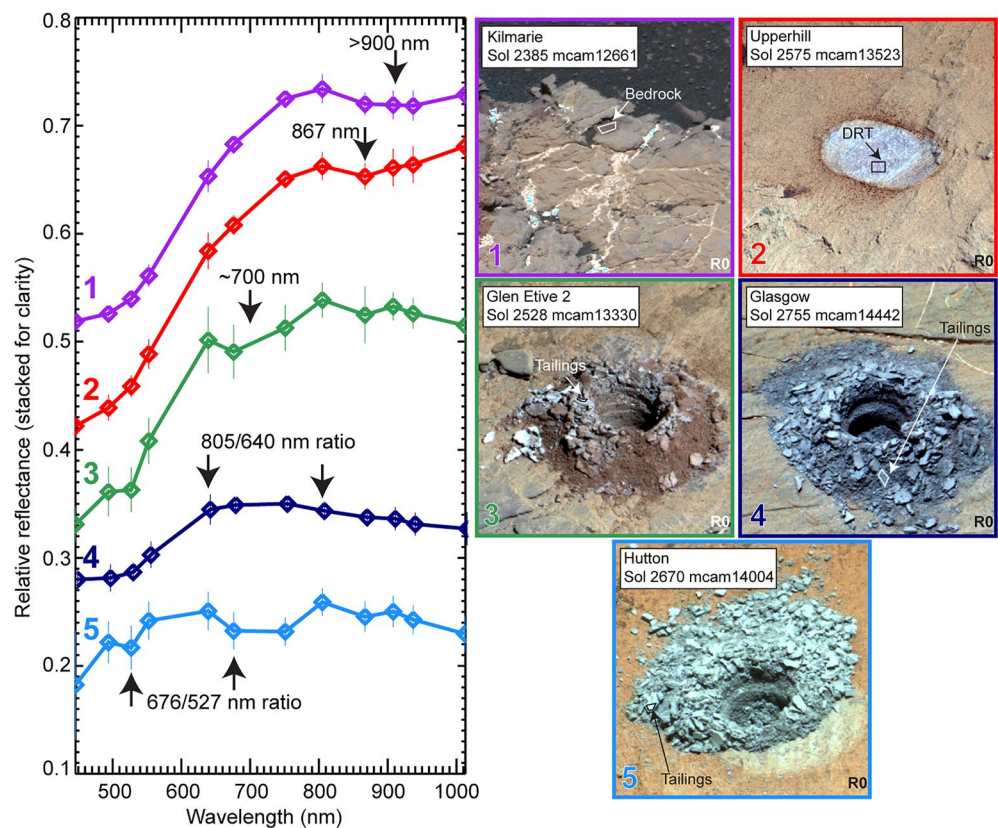 0.8
0.7
0.6
0.5
0.4
0.3
0.2
0.1
Relative reflectance (stacked for clarity)
>900 nm
867 nm
~700 nm
805/640 nm ratio
676/527 nm ratio
1
2
3
4
5
500 600 700 800 900 1000
Wavelength (nm)
Kilmarie
Sol 2385 mcam12661
Bedrock
1
R0
Upperhill
Sol 2575 mcam13523
DRT
2
R0
Glen Etive 2
Sol 2528 mcam13330
Tailings
3
R0
Glasgow
Sol 2755 mcam14442
Tailings
4
R0
Hutton
Sol 2670 mcam14004
Tailings
5
R0